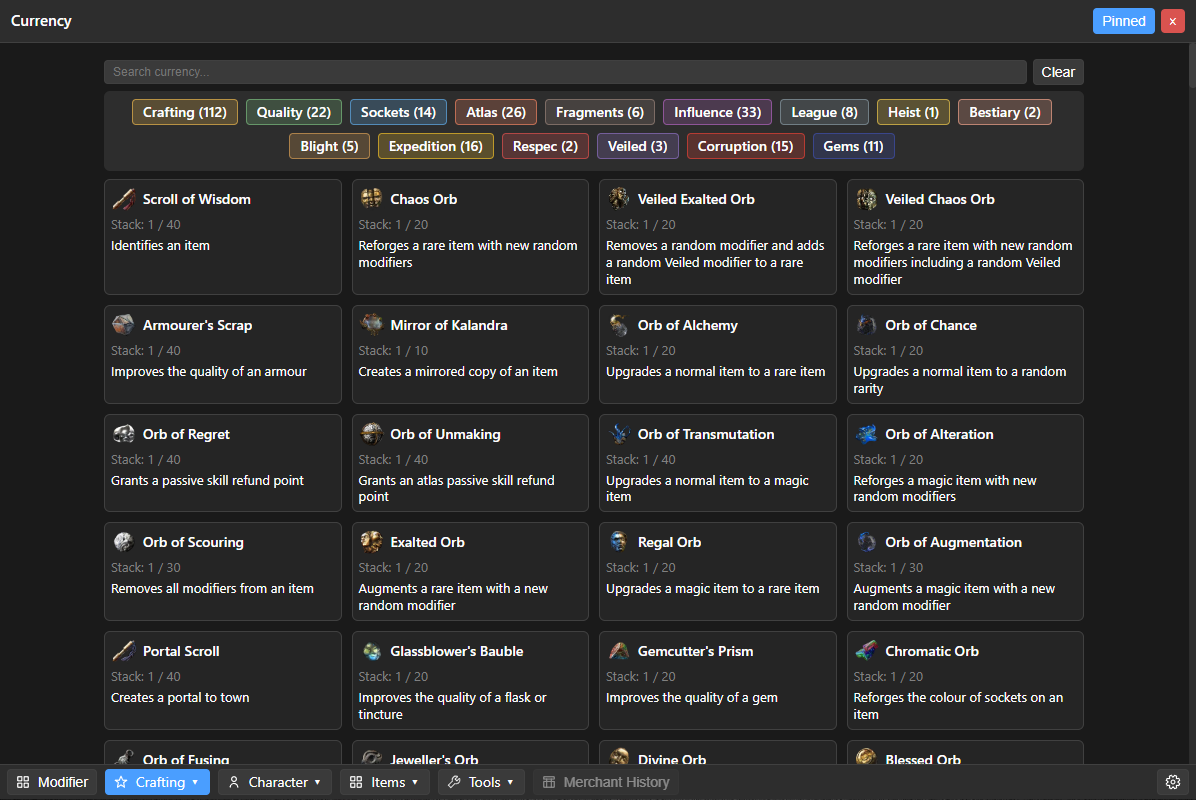 Currency
Pinned
x
Search currency...
Clear
Crafting (112) Quality (22) Sockets (14) Atlas (26) Fragments (6) Influence (33) League (8) Heist (1) Bestiary (2)
Blight (5) Expedition (16) Respec (2) Veiled (3) Corruption (15) Gems (11)
Scroll of Wisdom
Stack: 1 / 40
Identifies an item
Chaos Orb
Stack: 1 / 20
Reforges a rare item with new random
modifiers
Veiled Exalted Orb
Stack: 1 / 20
Removes a random modifier and adds
a random Veiled modifier to a rare
item
Veiled Chaos Orb
Stack: 1 / 20
Reforges a rare item with new random
modifiers including a random Veiled
modifier
Armourer's Scrap
Stack: 1 / 40
Improves the quality of an armour
Mirror of Kalandra
Stack: 1 / 10
Creates a mirrored copy of an item
Orb of Alchemy
Stack: 1 / 20
Upgrades a normal item to a rare item
Orb of Chance
Stack: 1 / 20
Upgrades a normal item to a random
rarity
Orb of Regret
Stack: 1 / 40
Grants a passive skill refund point
Orb of Unmaking
Stack: 1 / 40
Grants an atlas passive skill refund
point
Orb of Transmutation
Stack: 1 / 40
Upgrades a normal item to a magic
item
Orb of Alteration
Stack: 1 / 20
Reforges a magic item with new
random modifiers
Orb of Scouring
Stack: 1 / 30
Removes all modifiers from an item
Exalted Orb
Stack: 1 / 20
Augments a rare item with a new
random modifier
Regal Orb
Stack: 1 / 20
Upgrades a magic item to a rare item
Orb of Augmentation
Stack: 1 / 30
Augments a magic item with a new
random modifier
Portal Scroll
Stack: 1 / 40
Creates a portal to town
Glassblower's Bauble
Stack: 1 / 20
Improves the quality of a flask or
tincture
Gemcutter's Prism
Stack: 1 / 20
Improves the quality of a gem
Chromatic Orb
Stack: 1 / 20
Reforges the colour of sockets on an
item
Orb of Fusing
Jeweller's Orb
Divine Orb
Blessed Orb
Modifier Crafting Character Items Tools Merchant History